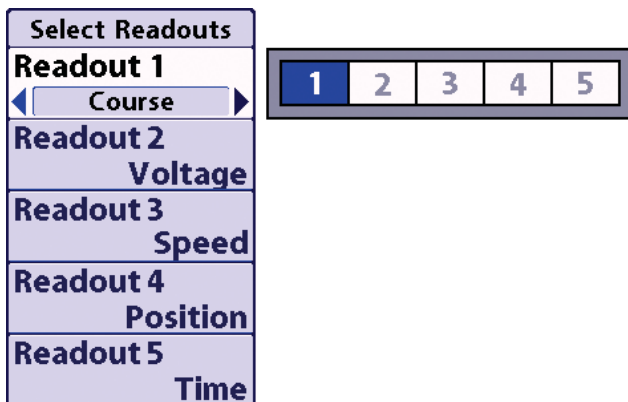 Select Readouts
Readout 1
Course
Readout 2
Voltage
Readout 3
Speed
Readout 4
Position
Readout 5
Time
1 2 3 4 5